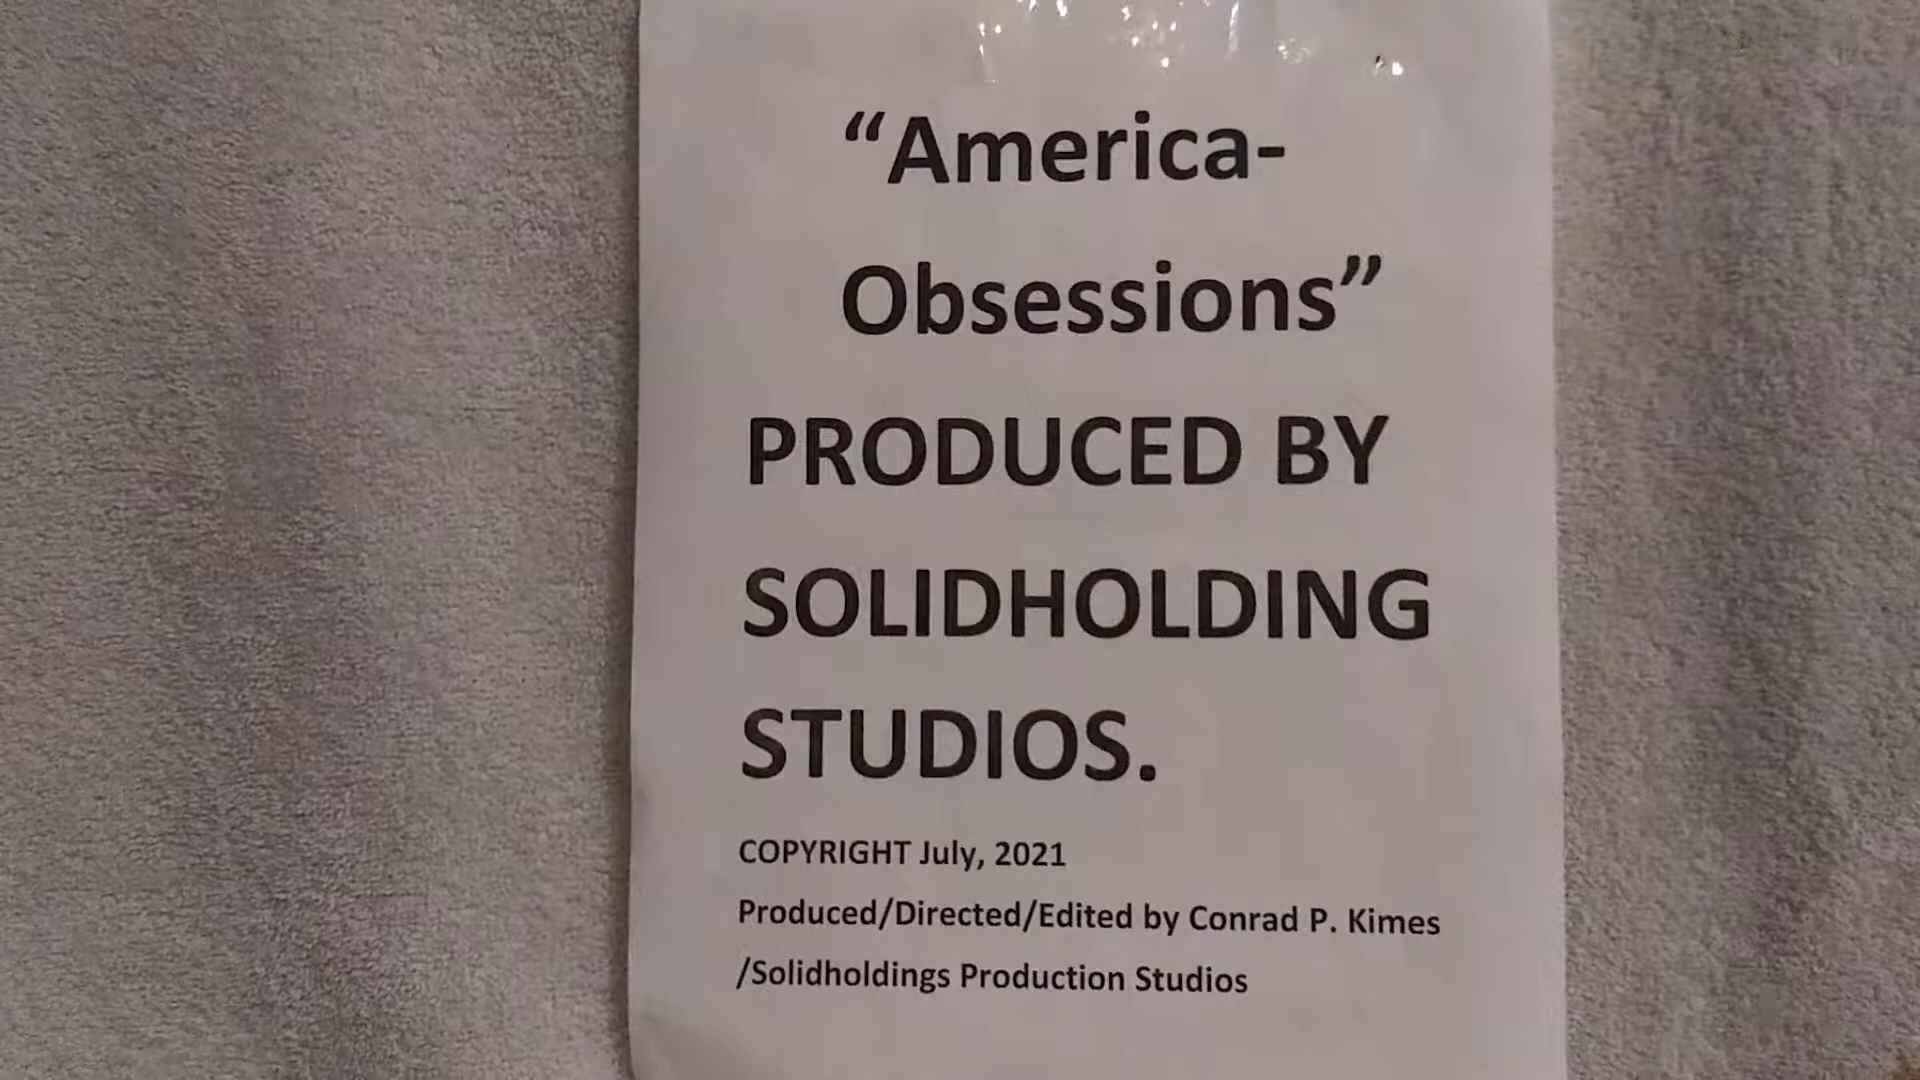 “America-
Obsessions”
PRODUCED BY
SOLIDHOLDING
STUDIOS.
COPYRIGHT July, 2021
Produced/Directed/Edited by Conrad P. Kimes
/Solidholdings Production Studios